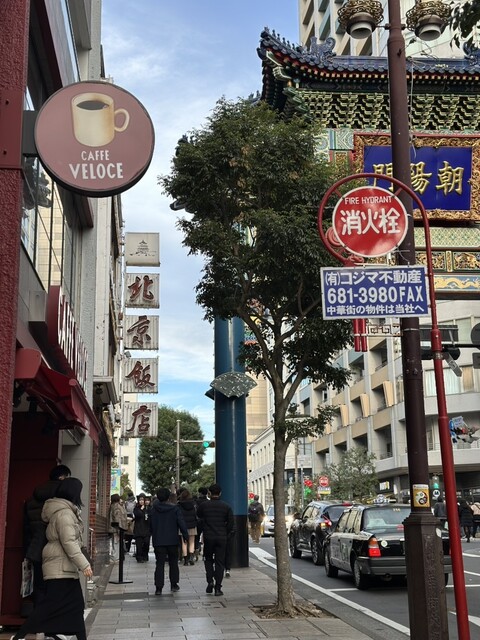 CAFFE
VELOCE
北
京
飯
店
門陽朝
FIRE HYDRANT
消火栓
(有)コジマ不動産
681-3980FAX
中華街の物件は当社へ